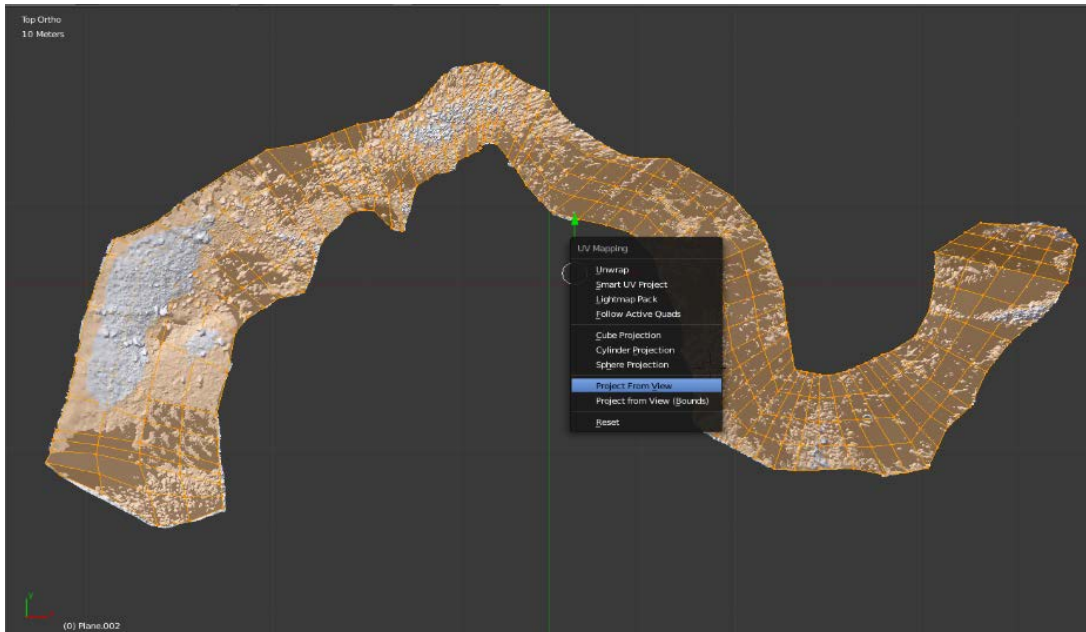 Top Ortho
10 Meters
UV Mapping
Unwrap
Smart UV Project
Lightmap Pack
Follow Active Quads
Cube Projection
Cylinder Projection
Sphere Projection
Project From View
Project from View (Bounds)
Reset
y
(0) Plane.002